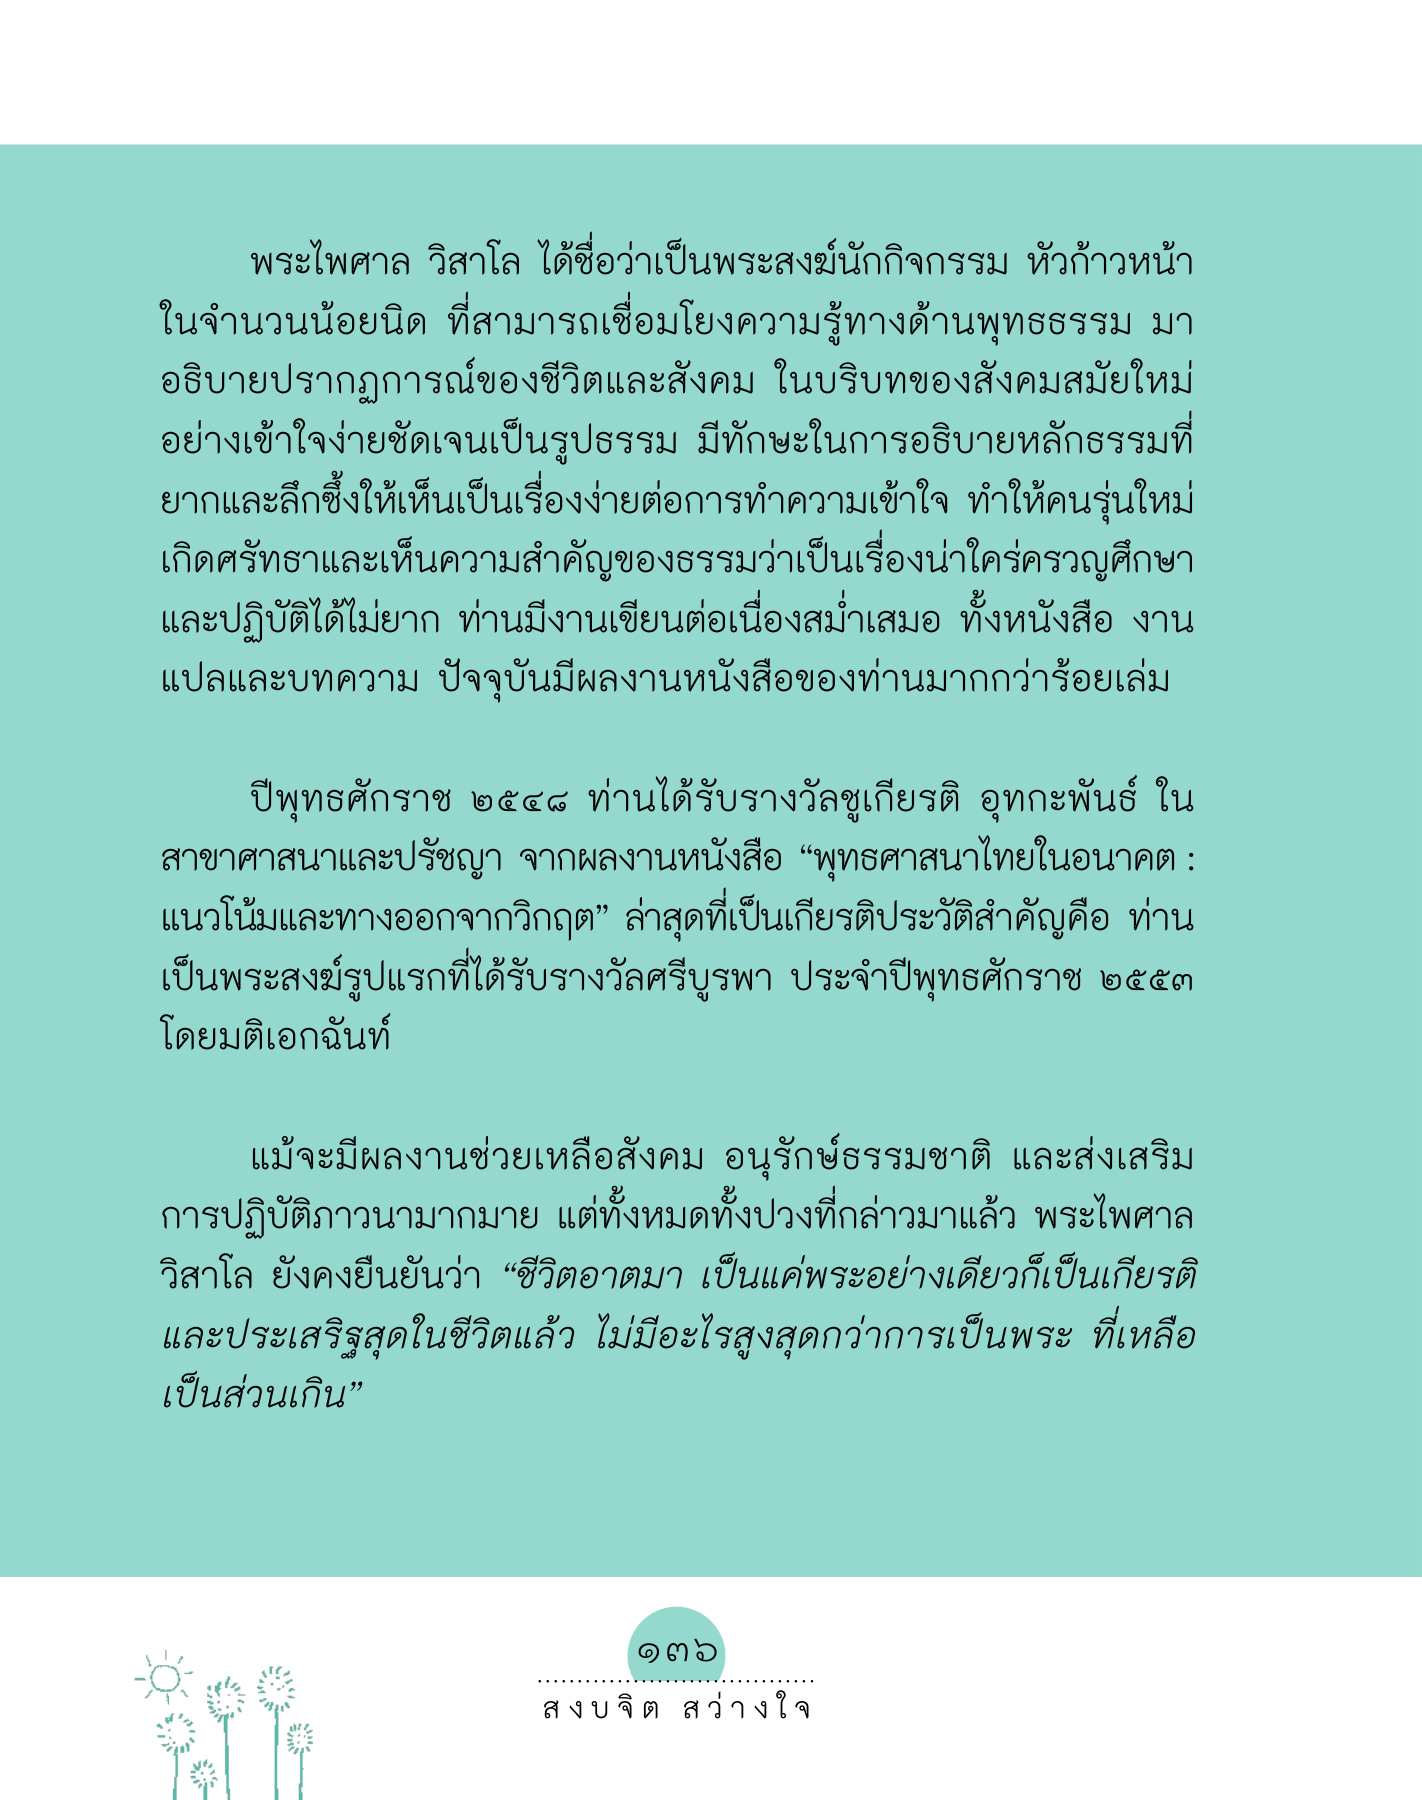 พระไพศาล วิสาโล ได้ชื่อว่าเป็นพระสงฆ์นักกิจกรรม หัวก้าวหน้า
ในจำนวนน้อยนิด ที่สามารถเชื่อมโยงความรู้ทางด้านพุทธธรรม มา
อธิบายปรากฏการณ์ของชีวิตและสังคม ในบริบทของสังคมสมัยใหม่
อย่างเข้าใจง่ายชัดเจนเป็นรูปธรรม มีทักษะในการอธิบายหลักธรรมที่
ยากและลึกซึ้งให้เห็นเป็นเรื่องง่ายต่อการทำความเข้าใจ ทำให้คนรุ่นใหม่
เกิดศรัทธาและเห็นความสำคัญของธรรมว่าเป็นเรื่องน่าใคร่ครวญศึกษา
และปฏิบัติได้ไม่ยาก ท่านมีงานเขียนต่อเนื่องสม่ำเสมอ ทั้งหนังสือ งาน
แปลและบทความ ปัจจุบันมีผลงานหนังสือของท่านมากกว่าร้อยเล่ม
ปีพุทธศักราช ๒๕๔๘ ท่านได้รับรางวัลชูเกียรติ อุทกะพันธ์ ใน
สาขาศาสนาและปรัชญา จากผลงานหนังสือ “พุทธศาสนาไทยในอนาคต :
แนวโน้มและทางออกจากวิกฤต” ล่าสุดที่เป็นเกียรติประวัติสำคัญคือ ท่าน
เป็นพระสงฆ์รูปแรกที่ได้รับรางวัลศรีบูรพา ประจำปีพุทธศักราช ๒๕๕๓
โดยมติเอกฉันท์
แม้จะมีผลงานช่วยเหลือสังคม อนุรักษ์ธรรมชาติ และส่งเสริม
การปฏิบัติภาวนามากมาย แต่ทั้งหมดทั้งปวงที่กล่าวมาแล้ว พระไพศาล
วิสาโล ยังคงยืนยันว่า “ชีวิตอาตมา เป็นแค่พระอย่างเดียวก็เป็นเกียรติ
และประเสริฐสุดในชีวิตแล้ว ไม่มีอะไรสูงสุดกว่าการเป็นพระ ที่เหลือ
เป็นส่วนเกิน”
๑๓๖
สงบจิต สว่างใจ